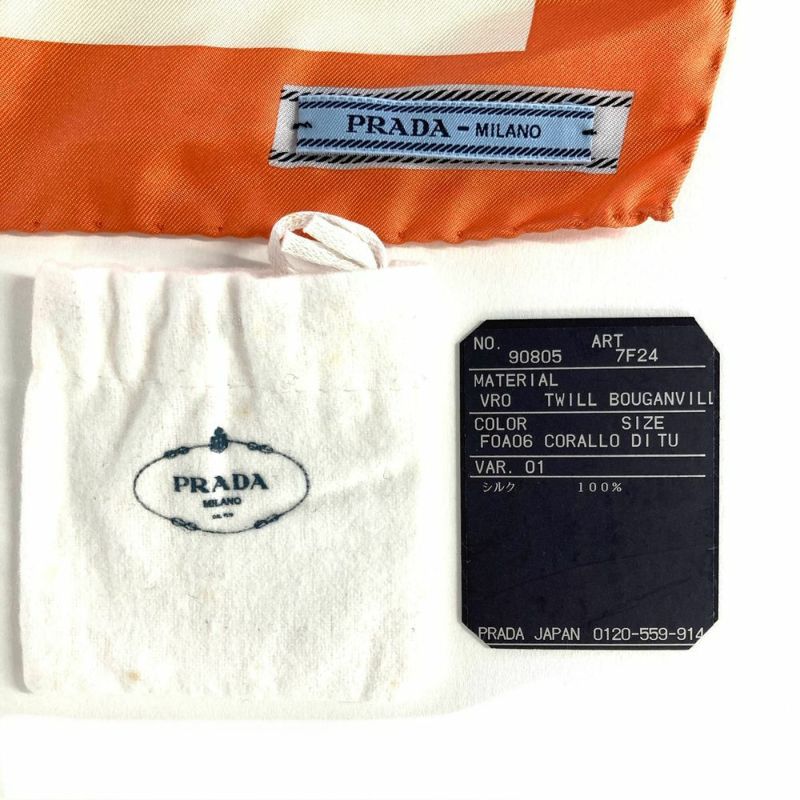 PRADA - MILANO
PRADA
MILANO
NO. ART
90805 7F24
MATERIAL
VRO TWILL BOUGANVILL
COLOR SIZE
F0A06 CORALLO DI TU
VAR. 01
シルク 100%
PRADA JAPAN 0120-559-914